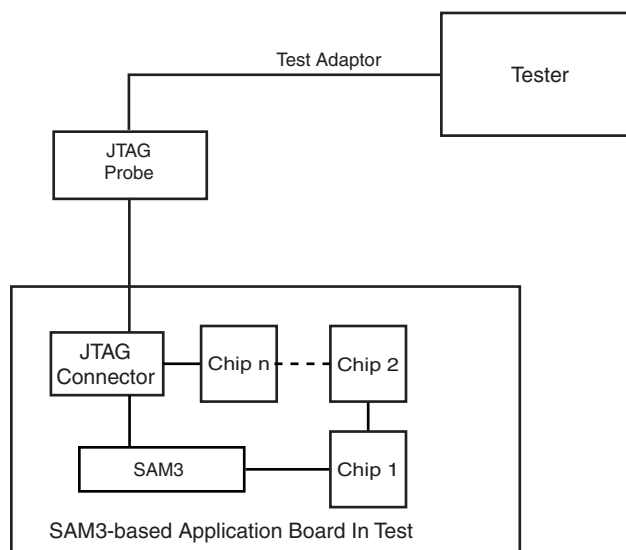 Test Adaptor
Tester
JTAG
Probe
JTAG
Connector
Chip n
Chip 2
SAM3
Chip 1
SAM3-based Application Board In Test